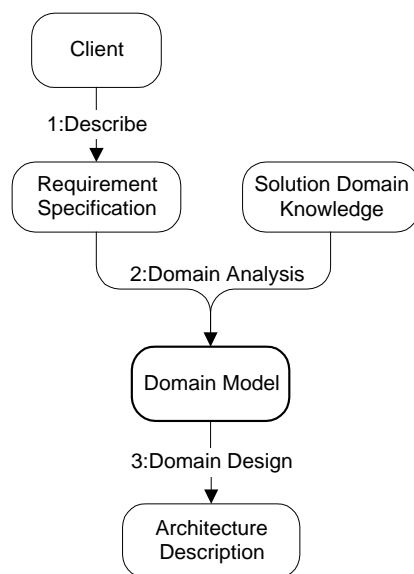 Client
1:Describe
Requirement
Specification
Solution Domain
Knowledge
2:Domain Analysis
Domain Model
3:Domain Design
Architecture
Description